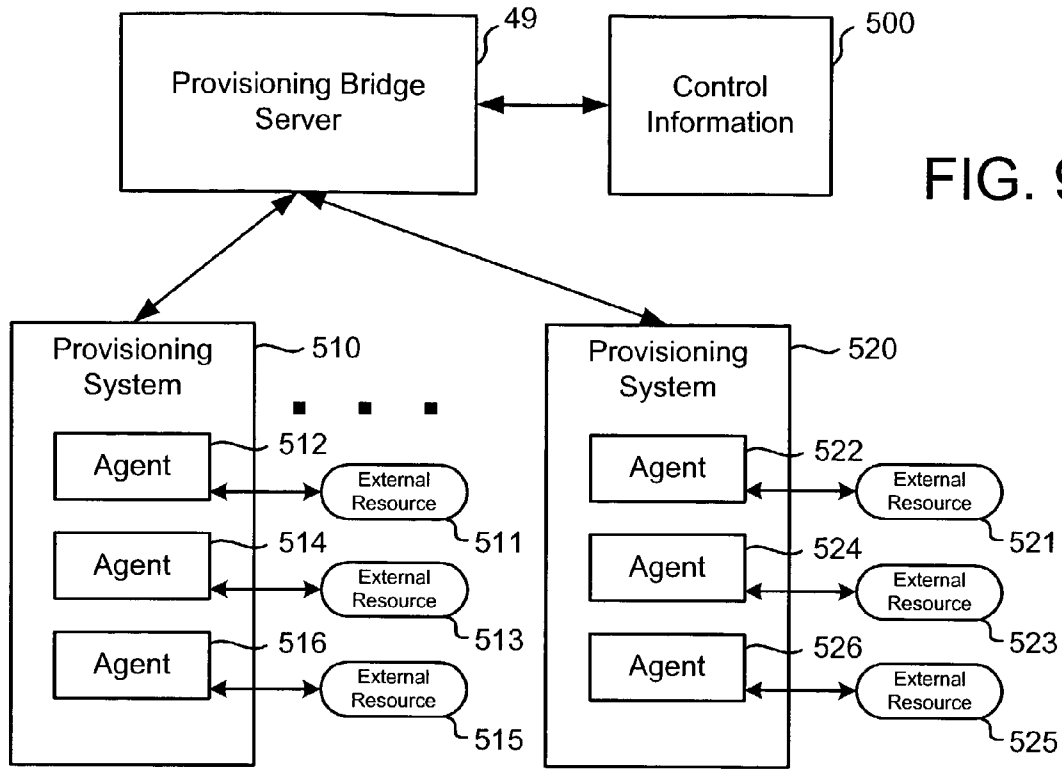 49
500
Provisioning Bridge
Server
Control
Information
FIG. 9
Provisioning
System
510
Provisioning
System
520
Agent
512
External
Resource
511
Agent
522
External
Resource
521
Agent
514
External
Resource
513
Agent
524
External
Resource
523
Agent
516
External
Resource
515
Agent
526
External
Resource
525